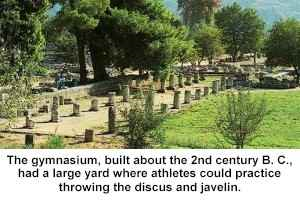 The gymnasium, built about the 2nd century B. C.,
had a large yard where athletes could practice
throwing the discus and javelin.